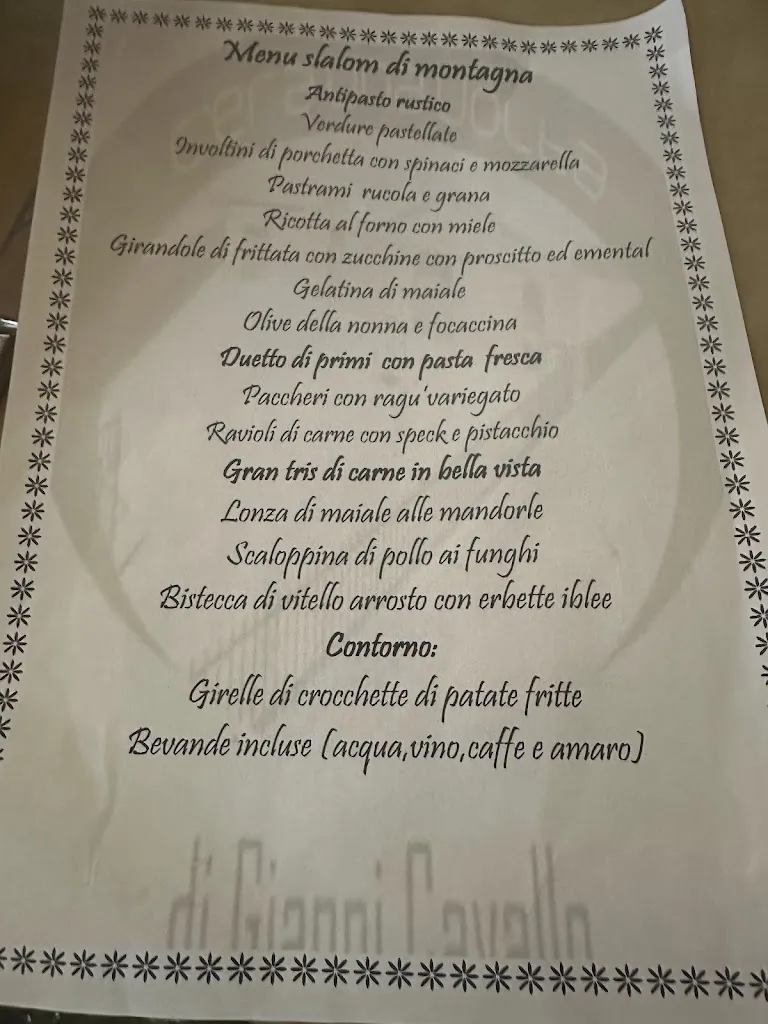 Menu slalom di montagna
Antipasto rustico
Verdure pastellate
Involtini di porchetta con spinaci e mozzarella
Pastrami rucola e grana
Ricotta al forno con miele
Girandole di frittata con zucchine con proscitto ed emental
Gelatina di maiale
Olive della nonna e focaccina
Duetto di primi con pasta fresca
Paccheri con ragu'variegato
Ravioli di carne con speck e pistacchio
Gran tris di carne in bella vista
Lonza di maiale alle mandorle
Scaloppina di pollo ai funghi
Bistecca di vitello arrosto con erbette iblee
Contorno:
Girelle di crocchette di patate fritte
Bevande incluse (acqua,vino,caffe e amaro)
di Gianni Cavallo